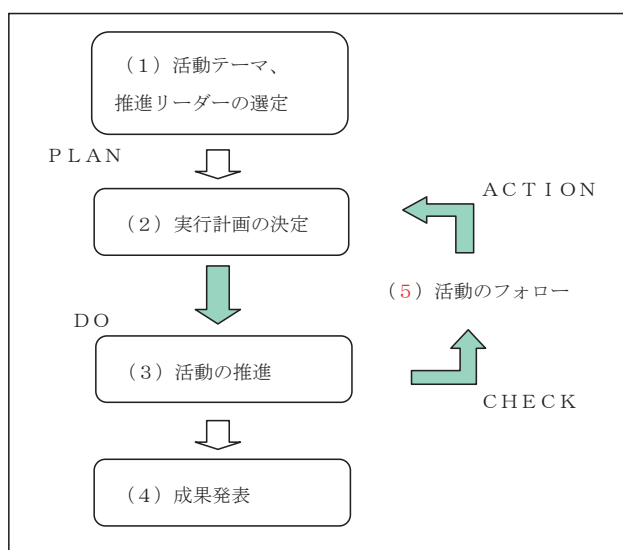 （１）活動テーマ、
推進リーダーの選定
ＰＬＡＮ
ＡＣＴＩＯＮ
（２）実行計画の決定
（５）活動のフォロー
ＤＯ
（３）活動の推進
ＣＨＥＣＫ
（４）成果発表